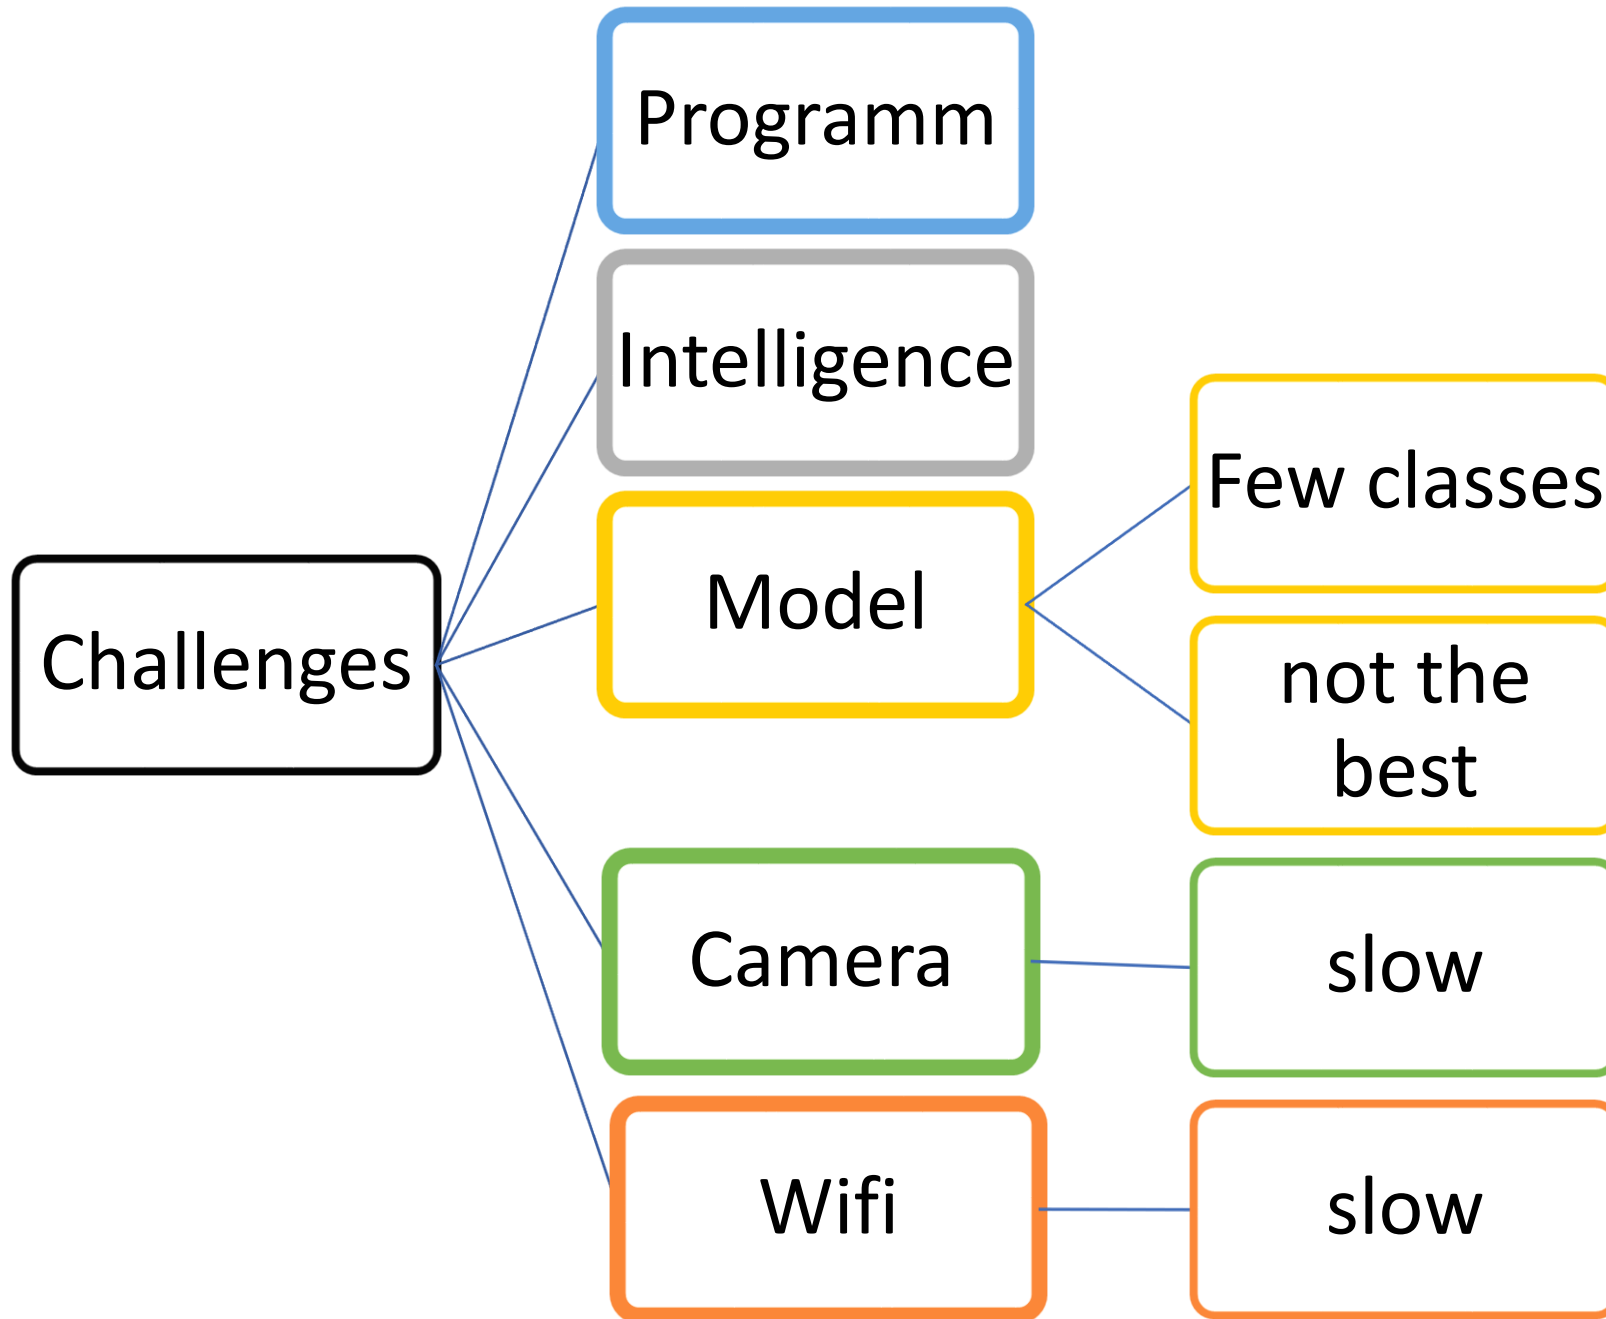 Challenges
Programm
Intelligence
Model
Few classes
not the
best
Camera
slow
Wifi
slow